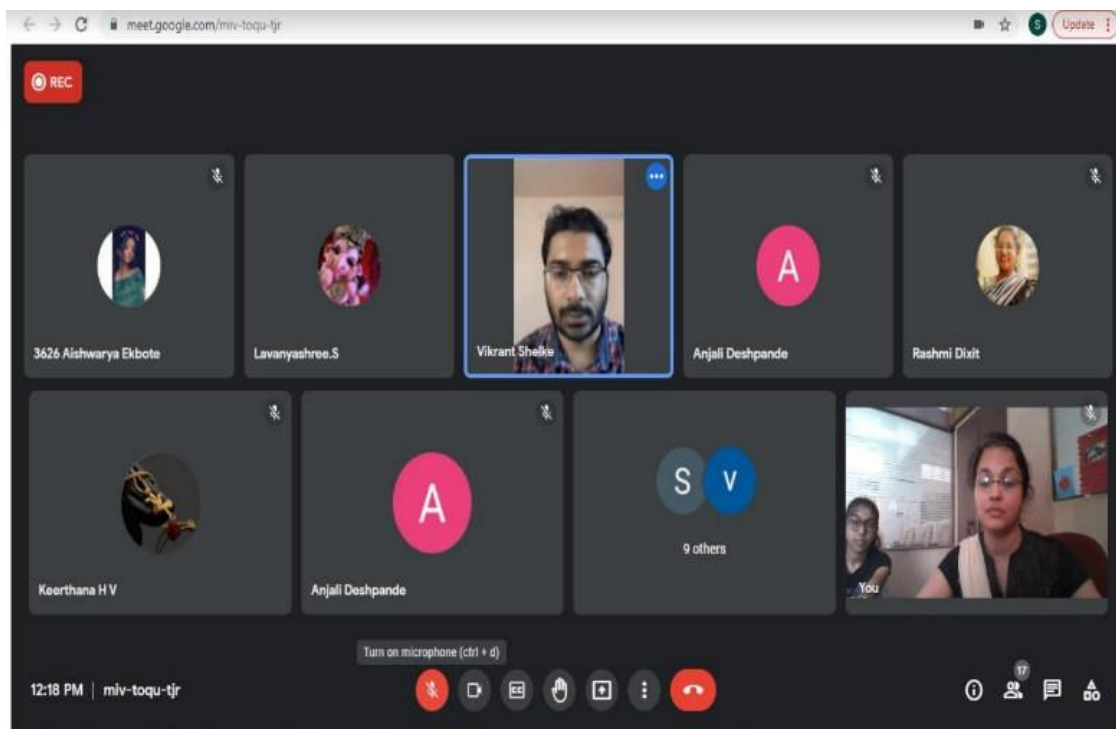 meet.google.com/miv-toqu-tjr
S
Update
REC
A
3626 Aishwarya Ekbote
Lavanyashree.S
Vikrant Shelke
Anjali Deshpande
Rashmi Dixit
A
S
V
9 others
Keerthana H V
Anjali Deshpande
You
Turn on microphone (ctrl + d)
17
12:18 PM | miv-toqu-tjr
CC